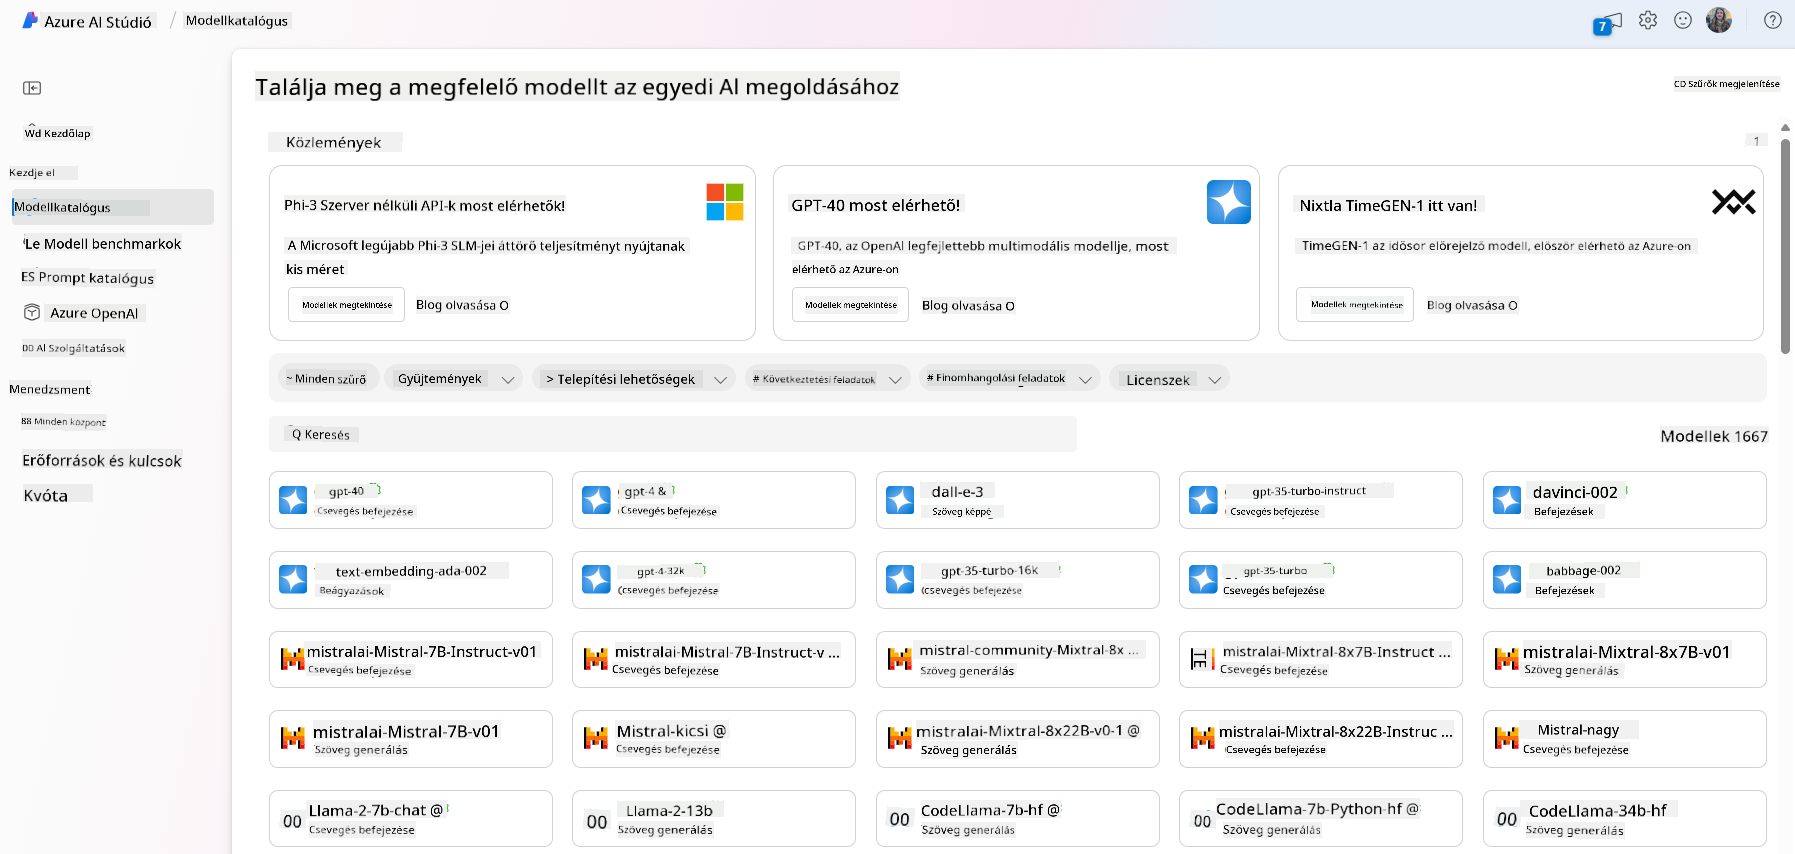 Azure AI Stúdió / Modellkatalógus
7
Találja meg a megfelelő modellt az egyedi AI megoldásához
CD Szűrők megjelenítése
Wd Kezdőlap
Kezdje el
Modellkatalógus
Le Modell benchmarkok
ES Prompt katalógus
Azure OpenAI
00 AI Szolgáltatások
Menedzsment
88 Minden központ
Erőforrások és kulcsok
Kvóta
Közlemények
1
Phi-3 Szerver nélküli API-k most elérhetők!
A Microsoft legújabb Phi-3 SLM-jei áttörő teljesítményt nyújtanak
kis méret
Modellek megtekintése
Blog olvasása O
GPT-40 most elérhető!
GPT-40, az OpenAI legfejlettebb multimodális modellje, most
elérhető az Azure-on
Modellek megtekintése
Blog olvasása O
Nixtla TimeGEN-1 itt van!
TimeGEN-1 az idősor előrejelző modell, először elérhető az Azure-on
Modellek megtekintése
Blog olvasása O
~ Minden szűrő
Gyűjtemények
> Telepítési lehetőségek
# Következtetési feladatok
# Finomhangolási feladatok
Licenszek
Q Keresés
Modellek 1667
gpt-40
Csevegés befejezése
gpt-4 &
Csevegés befejezése
dall-e-3
Szöveg képpé
gpt-35-turbo-instruct
Csevegés befejezése
davinci-002
Befejezések
text-embedding-ada-002
Beágyazások
gpt-4-32k
(csevegés befejezése
gpt-35-turbo-16k
(csevegés befejezése
gpt-35-turbo
Csevegés befejezése
babbage-002
Befejezések
mistralai-Mistral-7B-Instruct-v01
Csevegés befejezése
mistralai-Mistral-7B-Instruct-v ...
Csevegés befejezése
mistral-community-Mixtral-8x ...
Szöveg generálás
mistralai-Mixtral-8x7B-Instruct ...
Csevegés befejezése
mistralai-Mixtral-8x7B-v01
Szöveg generálás
mistralai-Mistral-7B-v01
Szöveg generálás
Mistral-kicsi @
Csevegés befejezése
mistralai-Mixtral-8x22B-v0-1 @
Szöveg generálás
mistralai-Mixtral-8x22B-Instruc ...
Csevegés befejezése
Mistral-nagy
Csevegés befejezése
00 Llama-2-7b-chat @
Csevegés befejezése
00 Llama-2-13b
Szöveg generálás
00 CodeLlama-7b-hf @
Szöveg generálás
00 CodeLlama-7b-Python-hf @
Szöveg generálás
00 CodeLlama-34b-hf
Szöveg generálás